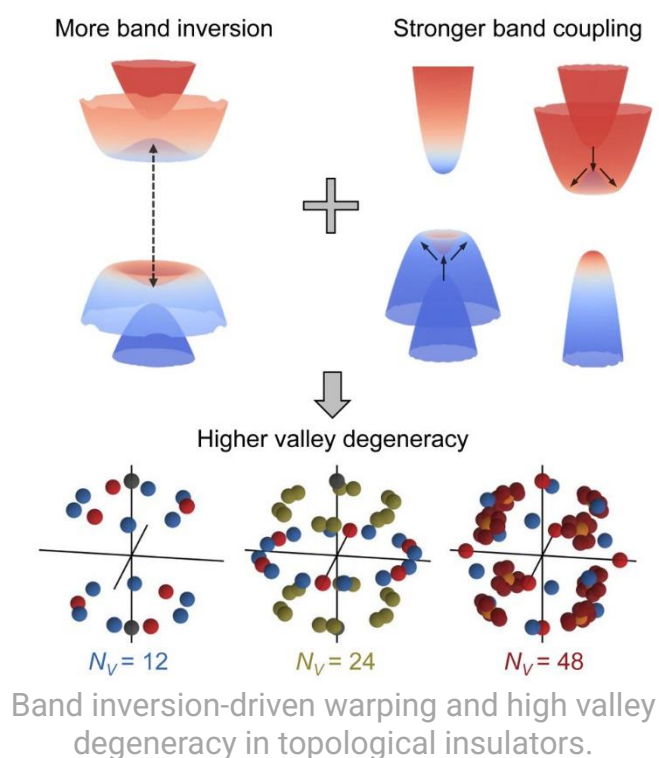 More band inversion
Stronger band coupling
Higher valley degeneracy
N_V = 12
N_V = 24
N_V = 48
Band inversion-driven warping and high valley
degeneracy in topological insulators.